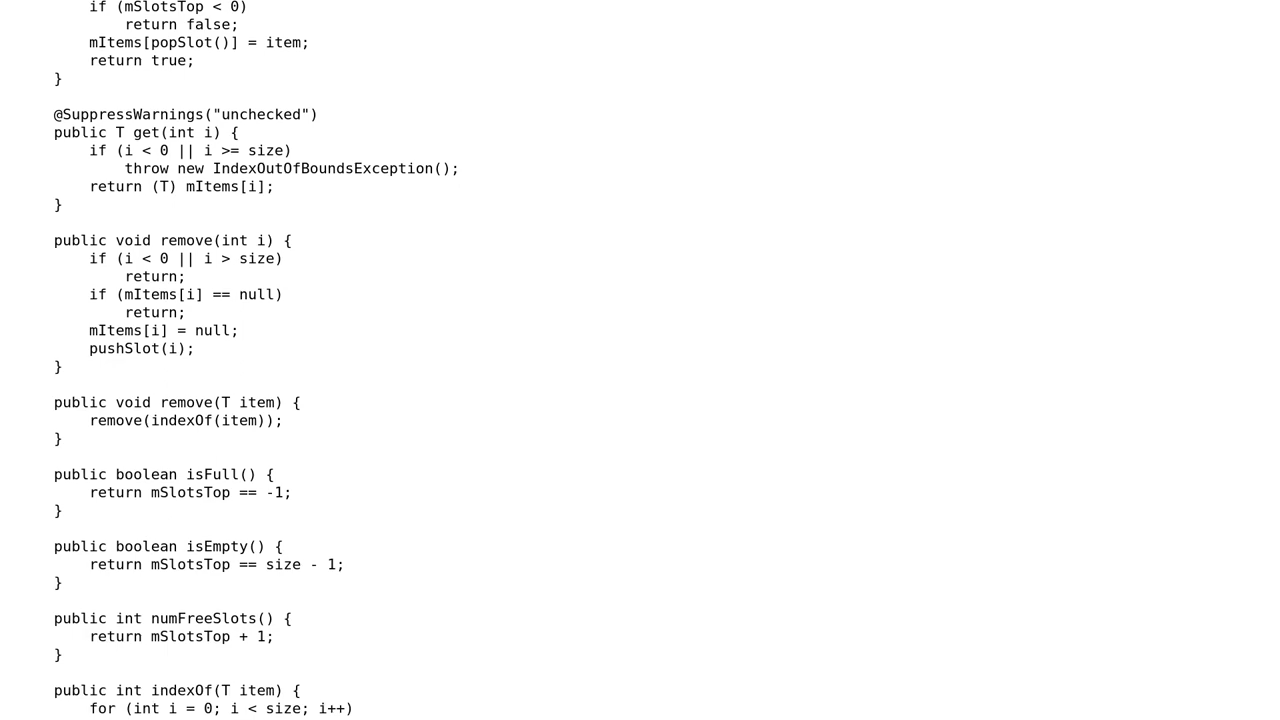 if (mSlotsTop < 0)
            return false;
        mItems[popSlot()] = item;
        return true;
    }

    @SuppressWarnings("unchecked")
    public T get(int i) {
        if (i < 0 || i >= size)
            throw new IndexOutOfBoundsException();
        return (T) mItems[i];
    }

    public void remove(int i) {
        if (i < 0 || i > size)
            return;
        if (mItems[i] == null)
            return;
        mItems[i] = null;
        pushSlot(i);
    }

    public void remove(T item) {
        remove(indexOf(item));
    }

    public boolean isFull() {
        return mSlotsTop == -1;
    }

    public boolean isEmpty() {
        return mSlotsTop == size - 1;
    }

    public int numFreeSlots() {
        return mSlotsTop + 1;
    }

    public int indexOf(T item) {
        for (int i = 0; i < size; i++)